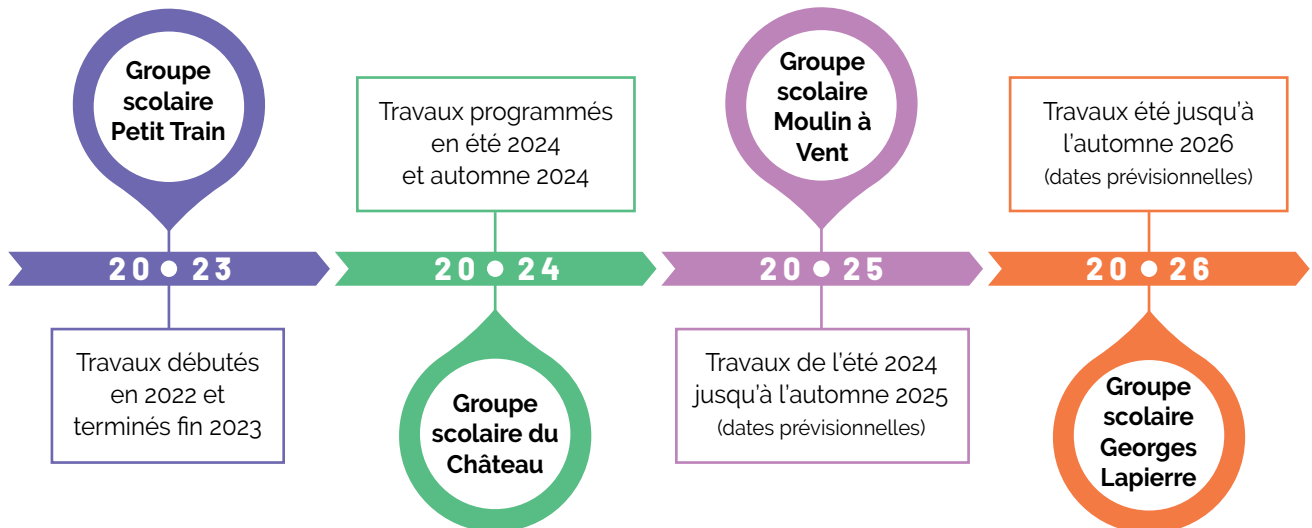 Groupe
scolaire
Petit Train
20 23
Travaux débutés
en 2022 et
terminés fin 2023
Travaux programmés
en été 2024
et automne 2024
20 24
Groupe
scolaire du
Château
Groupe
scolaire
Moulin à
Vent
20 25
Travaux de l'été 2024
jusqu'à l'automne 2025
(dates prévisionnelles)
Travaux été jusqu'à
l'automne 2026
(dates prévisionnelles)
20 26
Groupe
scolaire
Georges
Lapierre